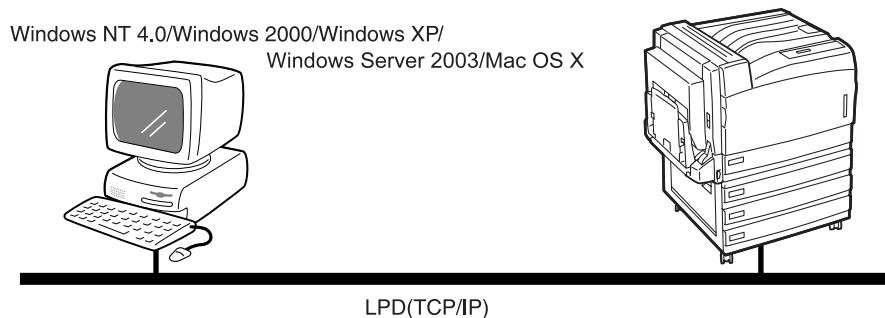 Windows NT 4.0/Windows 2000/Windows XP/
Windows Server 2003/Mac OS X
LPD(TCP/IP)